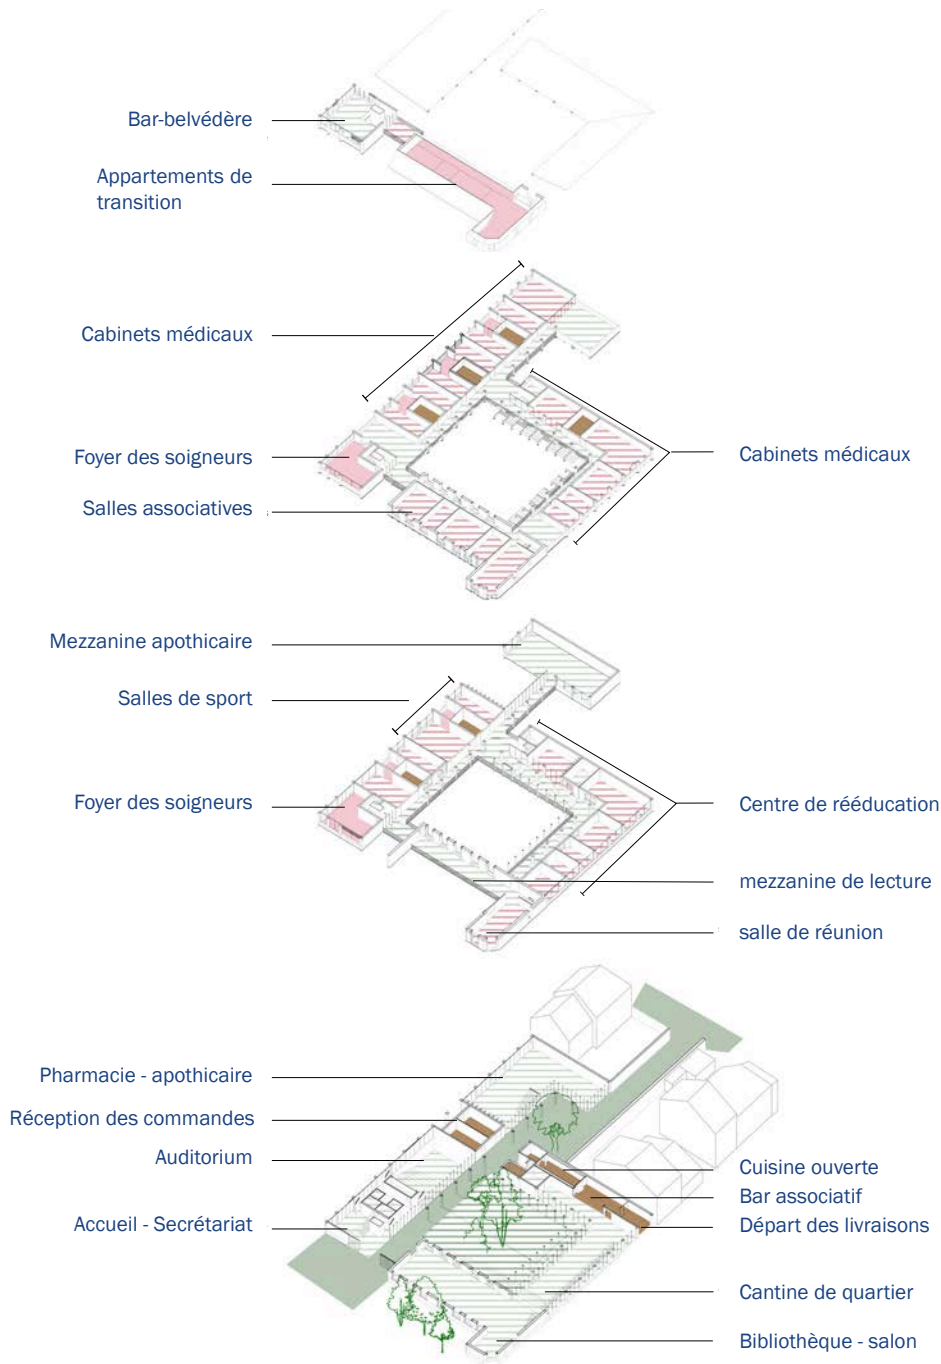 Bar-belvédère
Appartements de
transition
Cabinets médicaux
Foyer des soigneurs
Cabinets médicaux
Salles associatives
Mezzanine apothicaire
Salles de sport
Foyer des soigneurs
Centre de rééducation
mezzanine de lecture
salle de réunion
Pharmacie - apothicaire
Réception des commandes
Auditorium
Accueil - Secrétariat
Cuisine ouverte
Bar associatif
Départ des livraisons
Cantine de quartier
Bibliothèque - salon